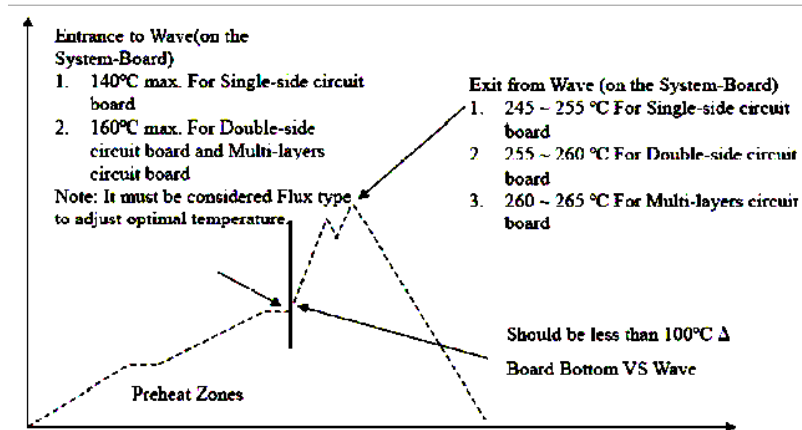 Entrance to Wave(on the
System-Board)
1. 140℃ max. For Single-side circuit
board
2. 160℃ max. For Double-side
circuit board and Multi-layers
circuit board
Note: It must be considered Flux type
to adjust optimal temperature
Exit from Wave (on the System-Board)
1. 245 ~ 255 ℃ For Single-side circuit
board
2 255 ~ 260 ℃ For Double-side circuit
board
3. 260 ~ 265 ℃ For Multi-layers circuit
board
Should be less than 100℃ Δ
Board Bottom VS Wave
Preheat Zones